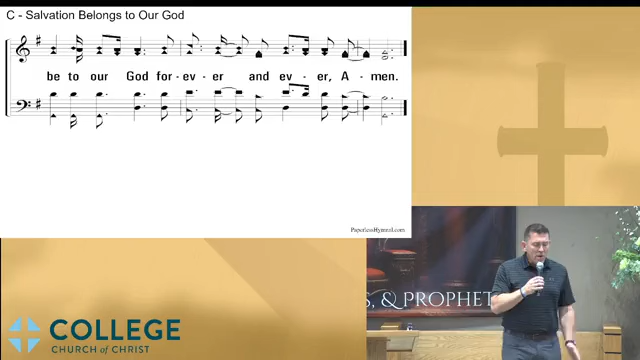 C - Salvation Belongs to Our God
be to our God for-ev-er and ev-er, A-men.
PaperlessHymnal.com
S, & PROPHET
COLLEGE
CHURCH of CHRIST